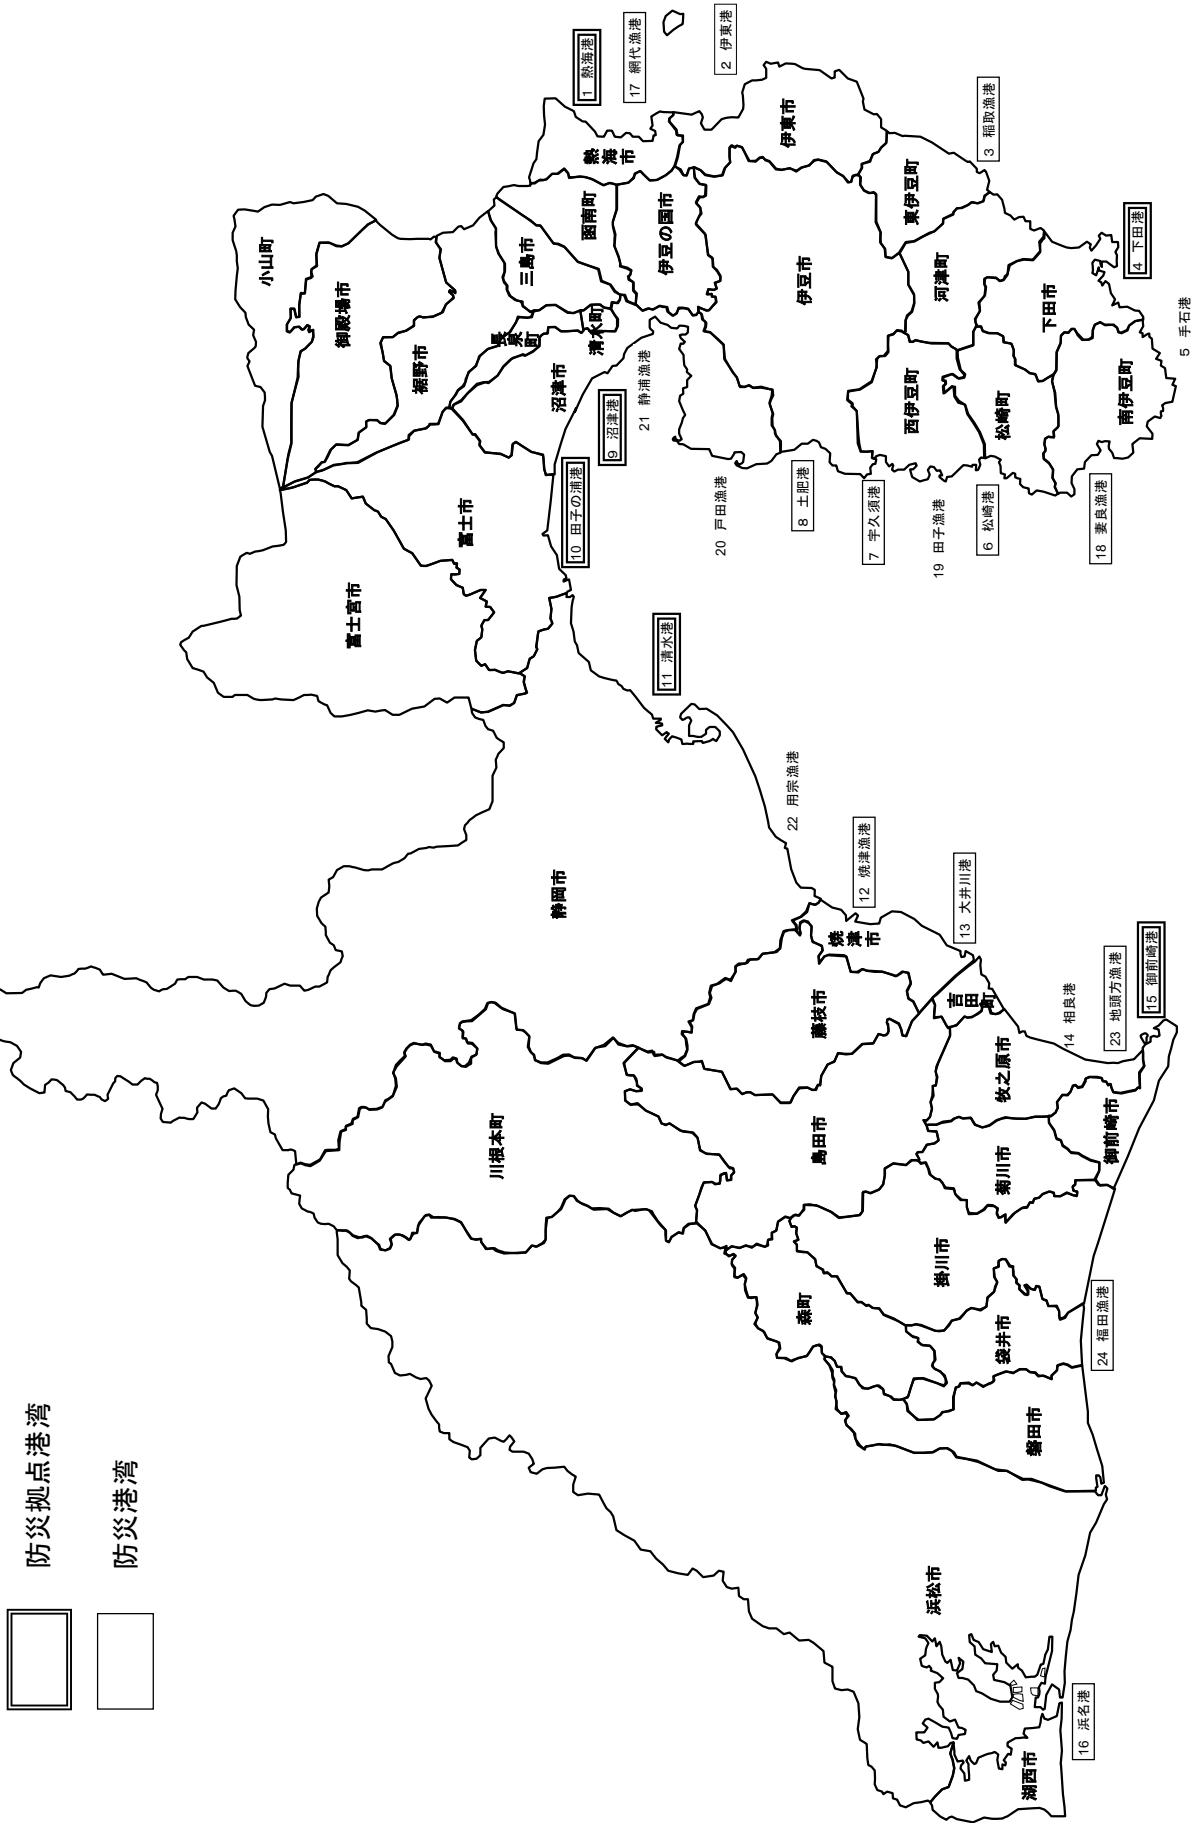 防災拠点港湾
防災港湾
小山町
御殿場市
裾野市
三島市
長泉町
清水町
函南町
熱海市
伊豆の国市
沼津市
富士市
富士宮市
伊東市
伊豆市
東伊豆町
河津町
下田市
南伊豆町
松崎町
西伊豆町
静岡市
川根本町
藤枝市
焼津市
島田市
吉田町
牧之原市
御前崎市
菊川市
掛川市
森町
袋井市
磐田市
浜松市
湖西市
1 熱海港
17 網代漁港
2 伊東港
3 稲取漁港
4 下田港
5 手石港
18 妻良漁港
6 松崎港
19 田子漁港
7 宇久須港
8 土肥港
20 戸田漁港
21 静浦漁港
9 沼津港
10 田子の浦港
11 清水港
22 用宗漁港
12 焼津漁港
13 大井川港
14 相良港
23 地頭方漁港
15 御前崎港
24 福田漁港
16 浜名港